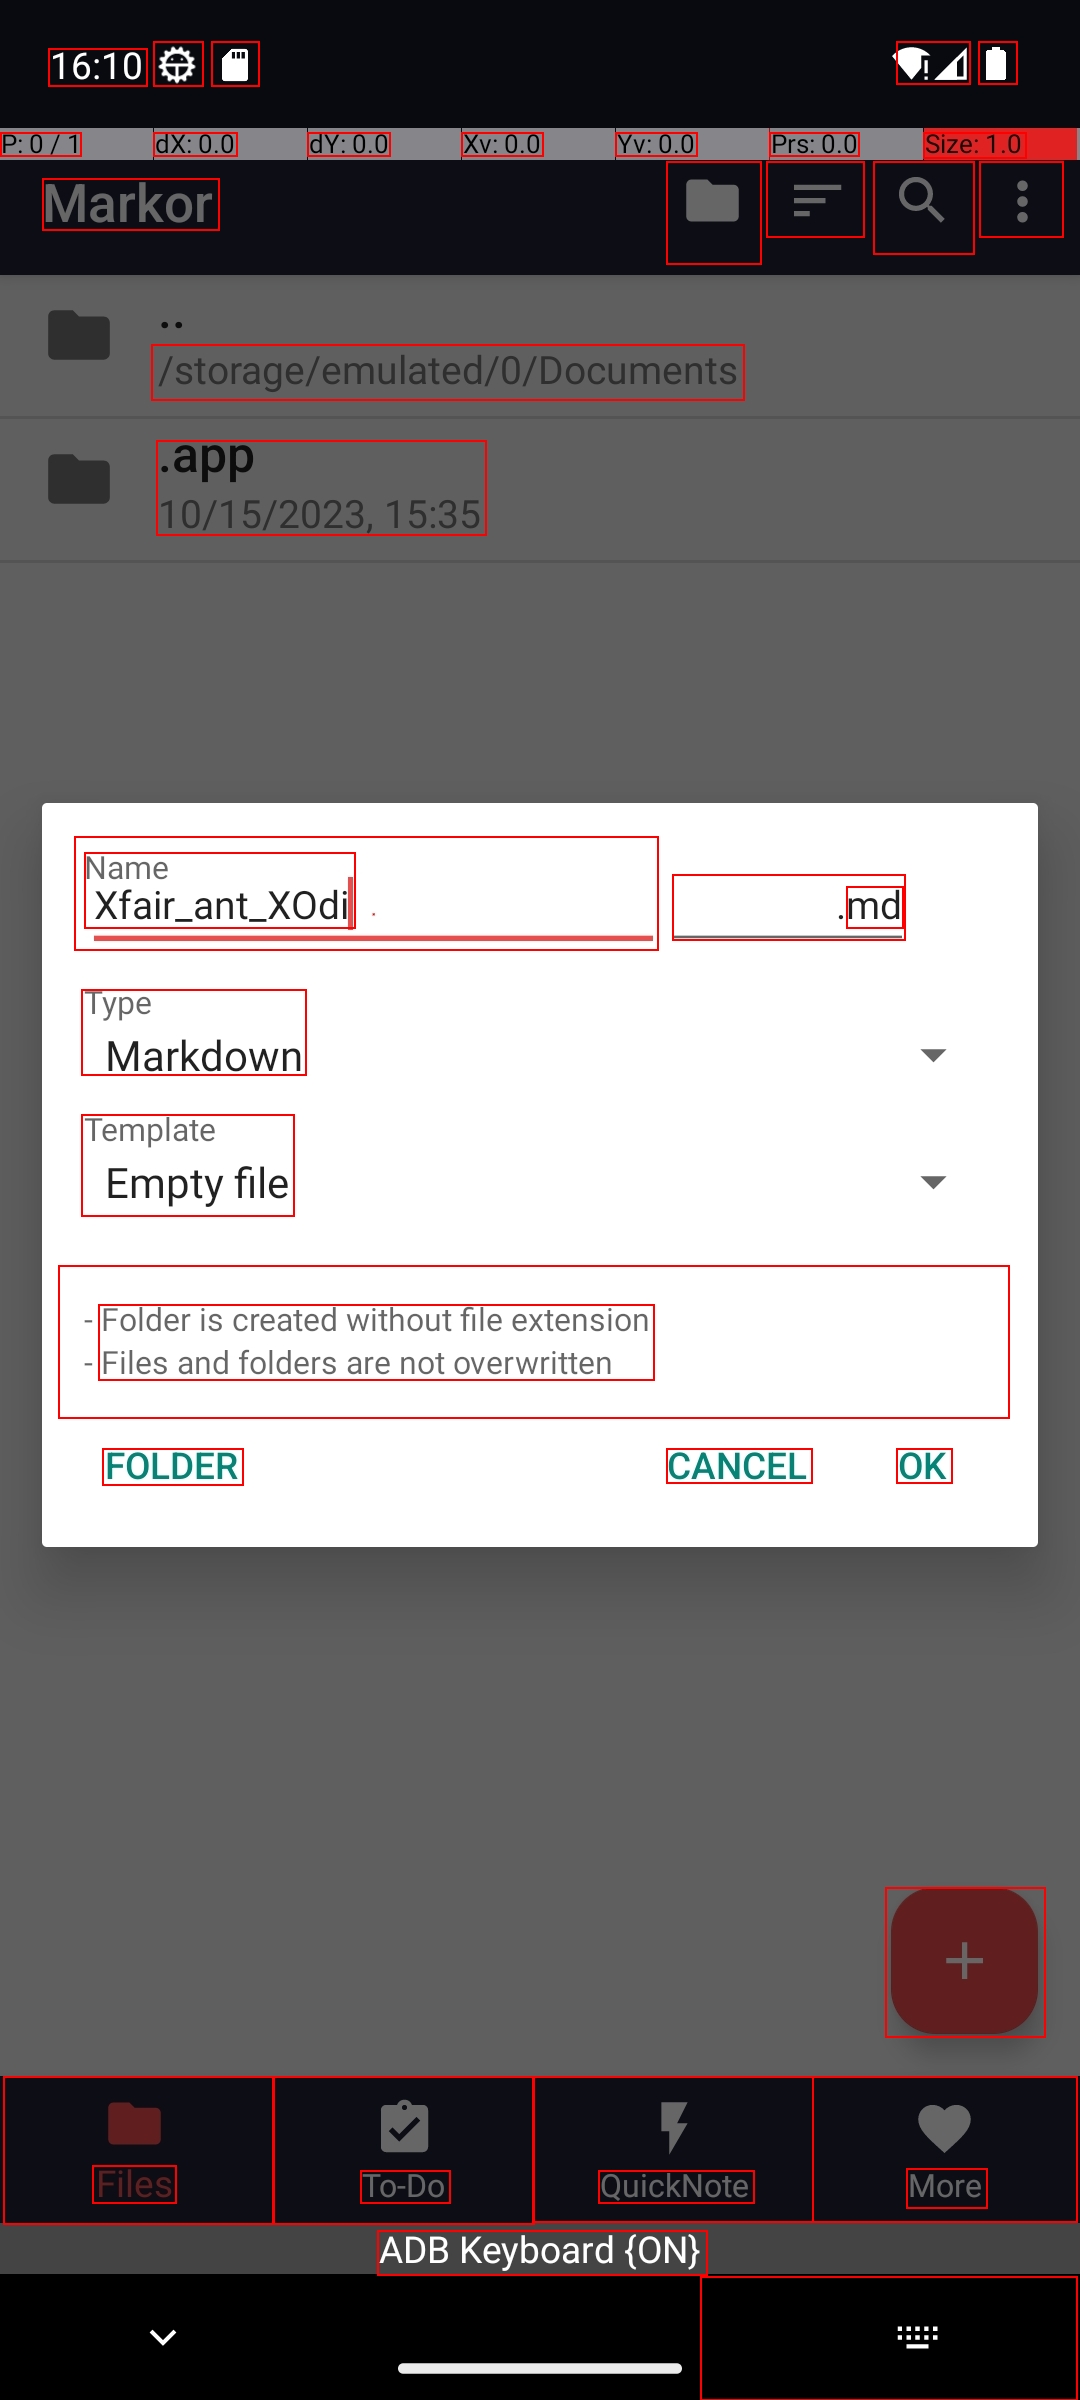 16:10
P: 0 / 1 dX: 0.0 dY: 0.0 Xv: 0.0 Yv: 0.0 Prs: 0.0 Size: 1.0
Markor
..
/storage/emulated/0/Documents
.app
10/15/2023, 15:35
Name
Xfair_ant_XOdi .md
Type
Markdown
Template
Empty file
- Folder is created without file extension
- Files and folders are not overwritten
FOLDER CANCEL OK
Files To-Do QuickNote More
ADB Keyboard {ON}